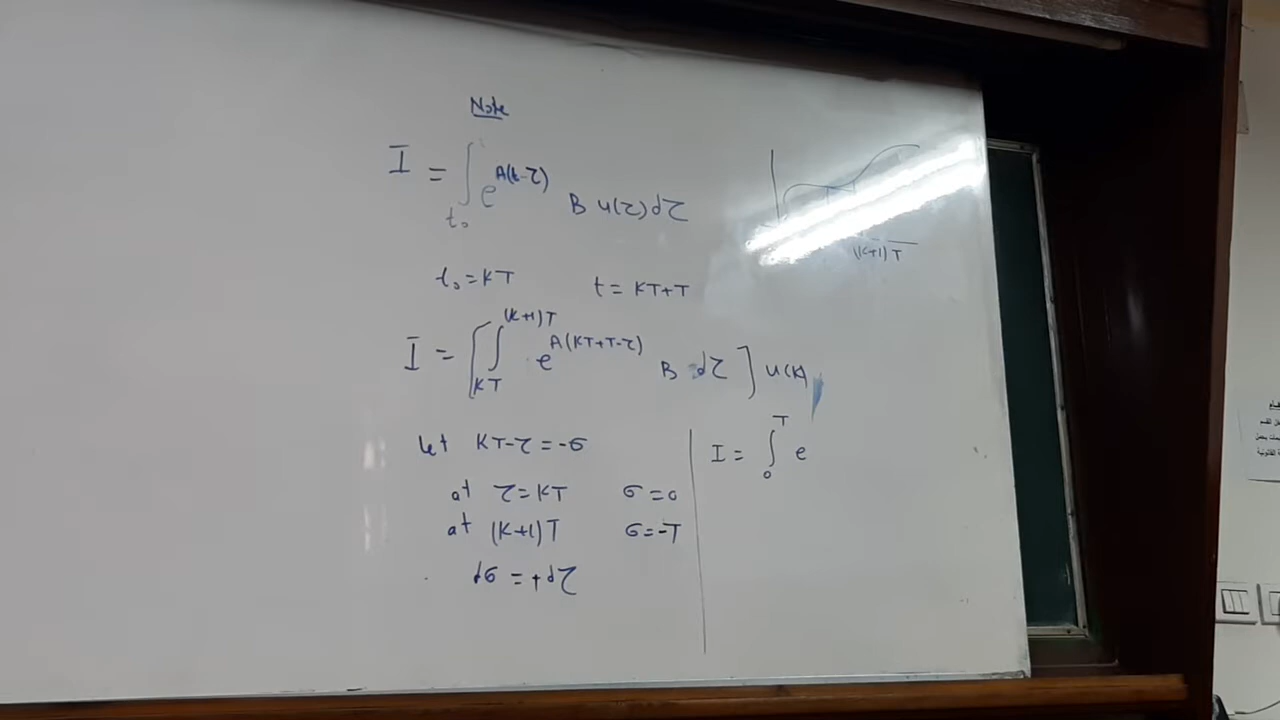 Note
I = ∫ e^A(t-τ) B u(τ) dτ
t₀
(K+1)T
t₀ = KT t = KT+T
I = [ ∫_KT^(K+1)T e^A(KT+T-τ) B dτ ] u(K)
let KT-τ = -σ
at τ = KT σ = 0
at (K+1)T σ = -T
dσ = +dτ
I = ∫_0^T e